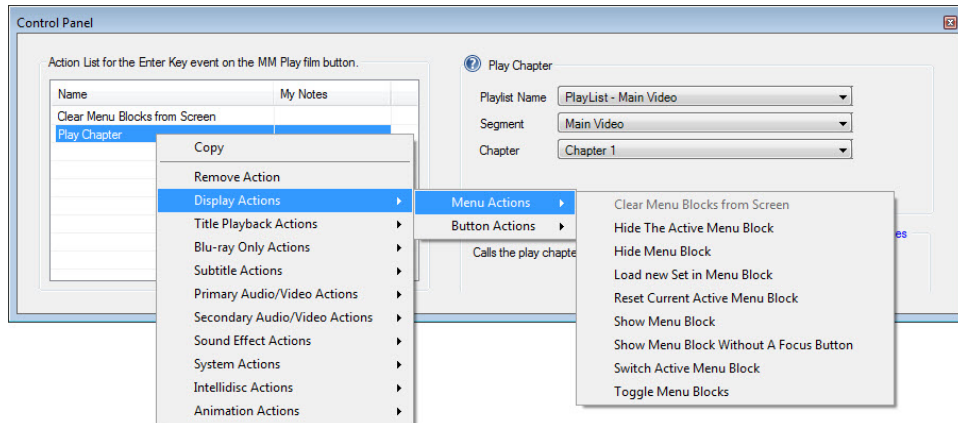 Control Panel
Action List for the Enter Key event on the MM Play film button.
Name My Notes
Clear Menu Blocks from Screen
Play Chapter
Play Chapter
Playlist Name PlayList - Main Video
Segment Main Video
Chapter Chapter 1
es
Calls the play chapte
Copy
Remove Action
Display Actions
Title Playback Actions
Blu-ray Only Actions
Subtitle Actions
Primary Audio/Video Actions
Secondary Audio/Video Actions
Sound Effect Actions
System Actions
Intellidisc Actions
Animation Actions
Menu Actions
Button Actions
Clear Menu Blocks from Screen
Hide The Active Menu Block
Hide Menu Block
Load new Set in Menu Block
Reset Current Active Menu Block
Show Menu Block
Show Menu Block Without A Focus Button
Switch Active Menu Block
Toggle Menu Blocks